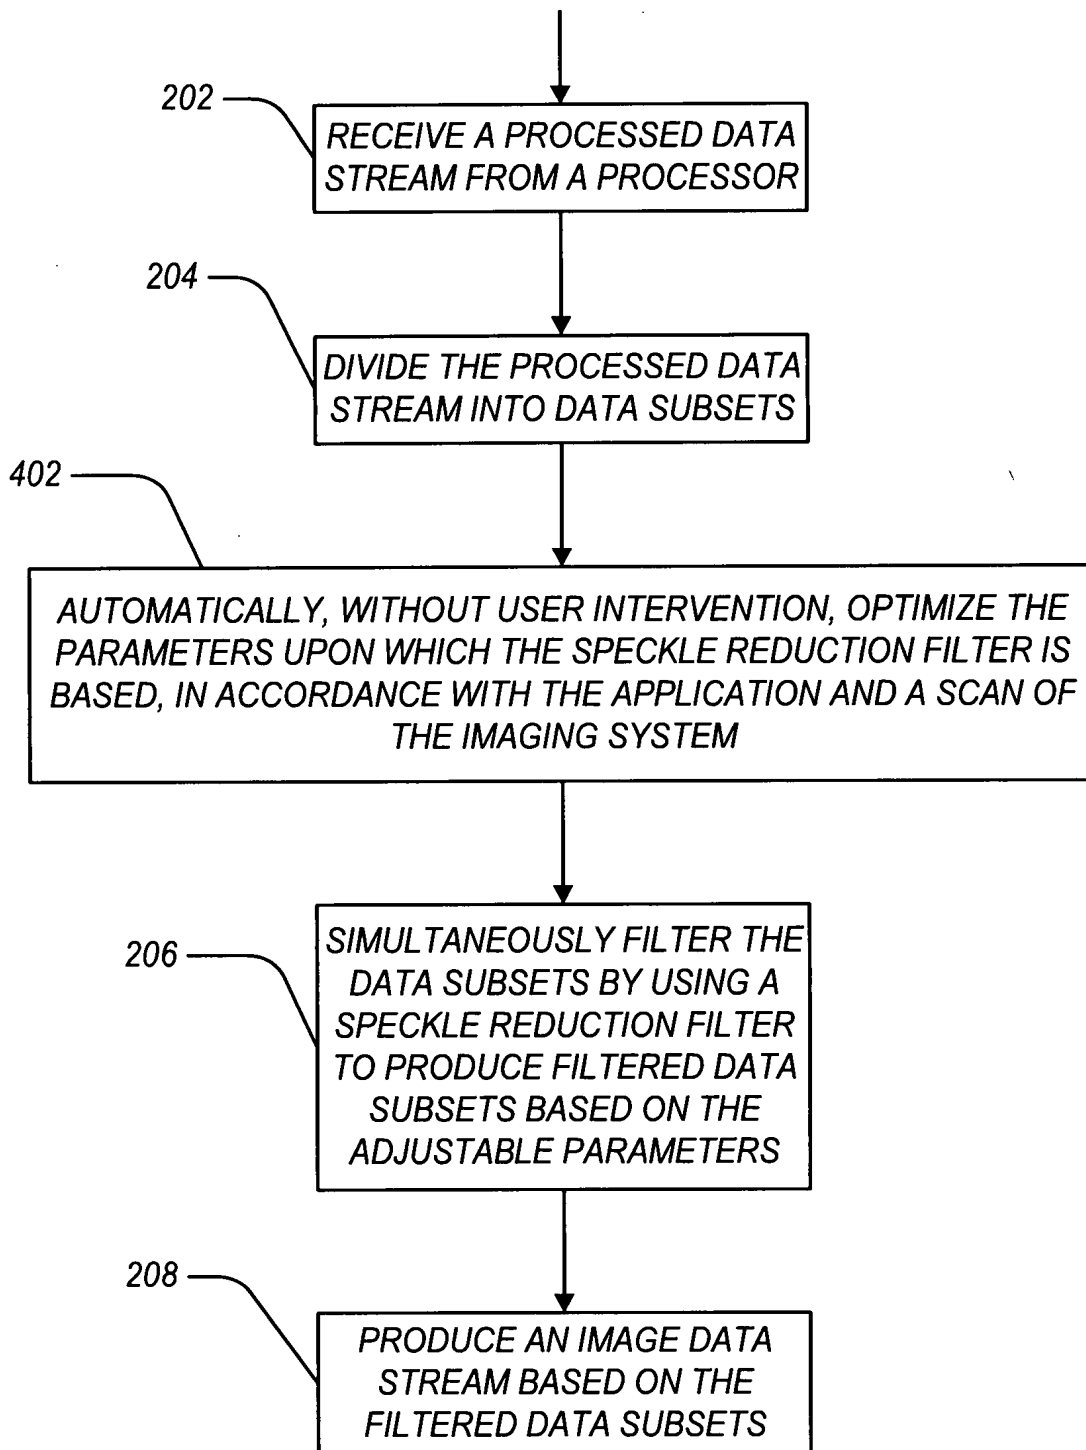 202
RECEIVE A PROCESSED DATA
STREAM FROM A PROCESSOR
204
DIVIDE THE PROCESSED DATA
STREAM INTO DATA SUBSETS
402
AUTOMATICALLY, WITHOUT USER INTERVENTION, OPTIMIZE THE
PARAMETERS UPON WHICH THE SPECKLE REDUCTION FILTER IS
BASED, IN ACCORDANCE WITH THE APPLICATION AND A SCAN OF
THE IMAGING SYSTEM
206
SIMULTANEOUSLY FILTER THE
DATA SUBSETS BY USING A
SPECKLE REDUCTION FILTER
TO PRODUCE FILTERED DATA
SUBSETS BASED ON THE
ADJUSTABLE PARAMETERS
208
PRODUCE AN IMAGE DATA
STREAM BASED ON THE
FILTERED DATA SUBSETS